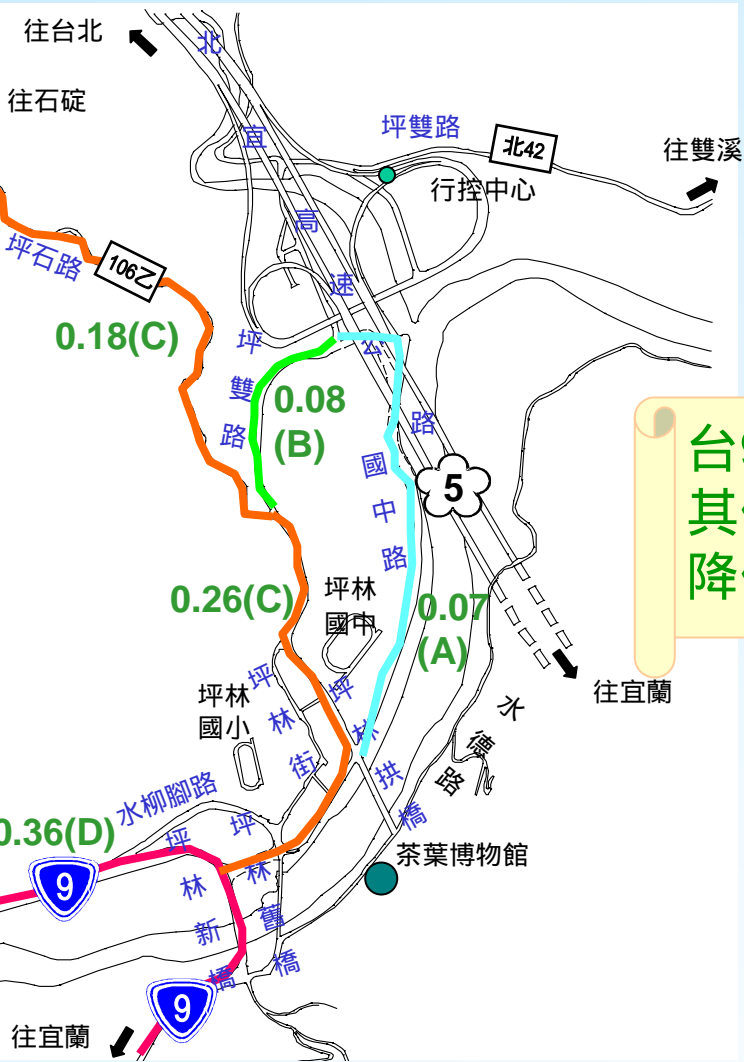 往台北
往石碇
北宜高速公路
坪雙路
北42
往雙溪
行控中心
坪石路
106乙
0.18(C)
坪雙路
0.08
(B)
國中路
5
台
其
降
0.26(C)
坪林
國中
0.07
(A)
往宜蘭
坪林
國小
坪林街
坪林拱橋
水德路
水柳腳路
0.36(D)
9
坪林新橋
坪林舊橋
茶葉博物館
9
往宜蘭